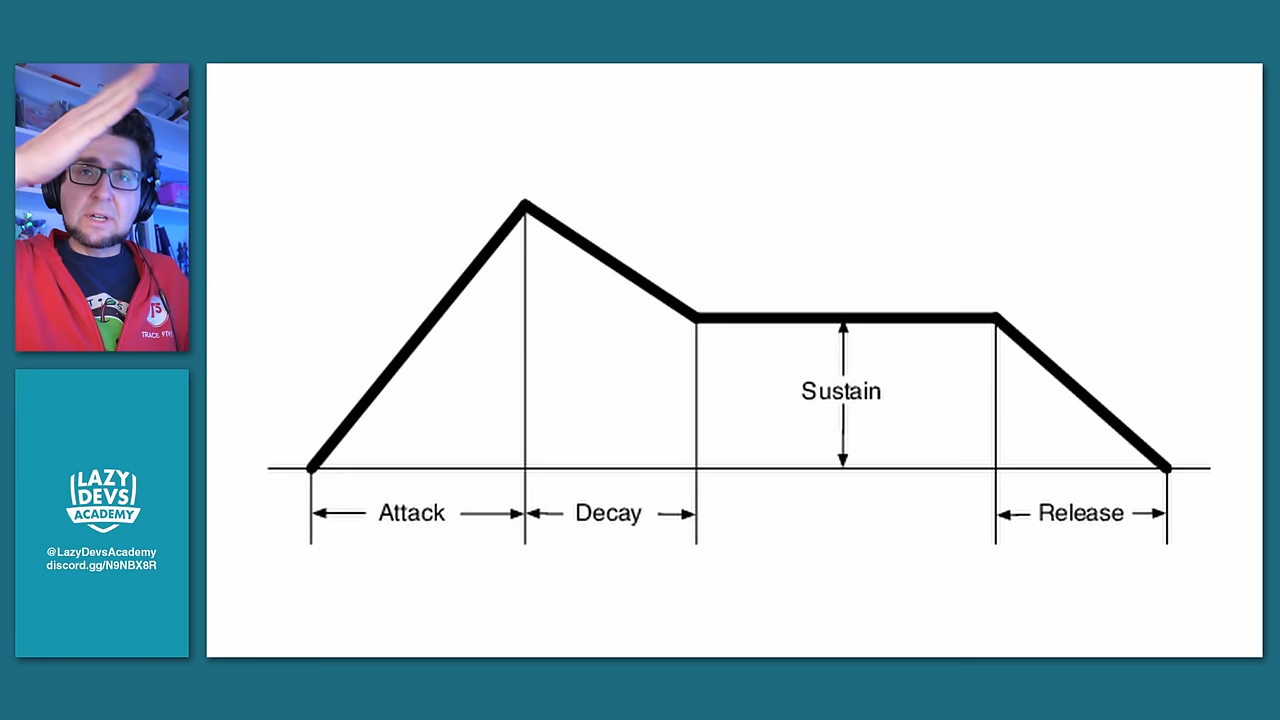 LAZY
DEVS
ACADEMY
@LazyDevsAcademy
discord.gg/N9NBX8R
Sustain
Attack
Decay
Release